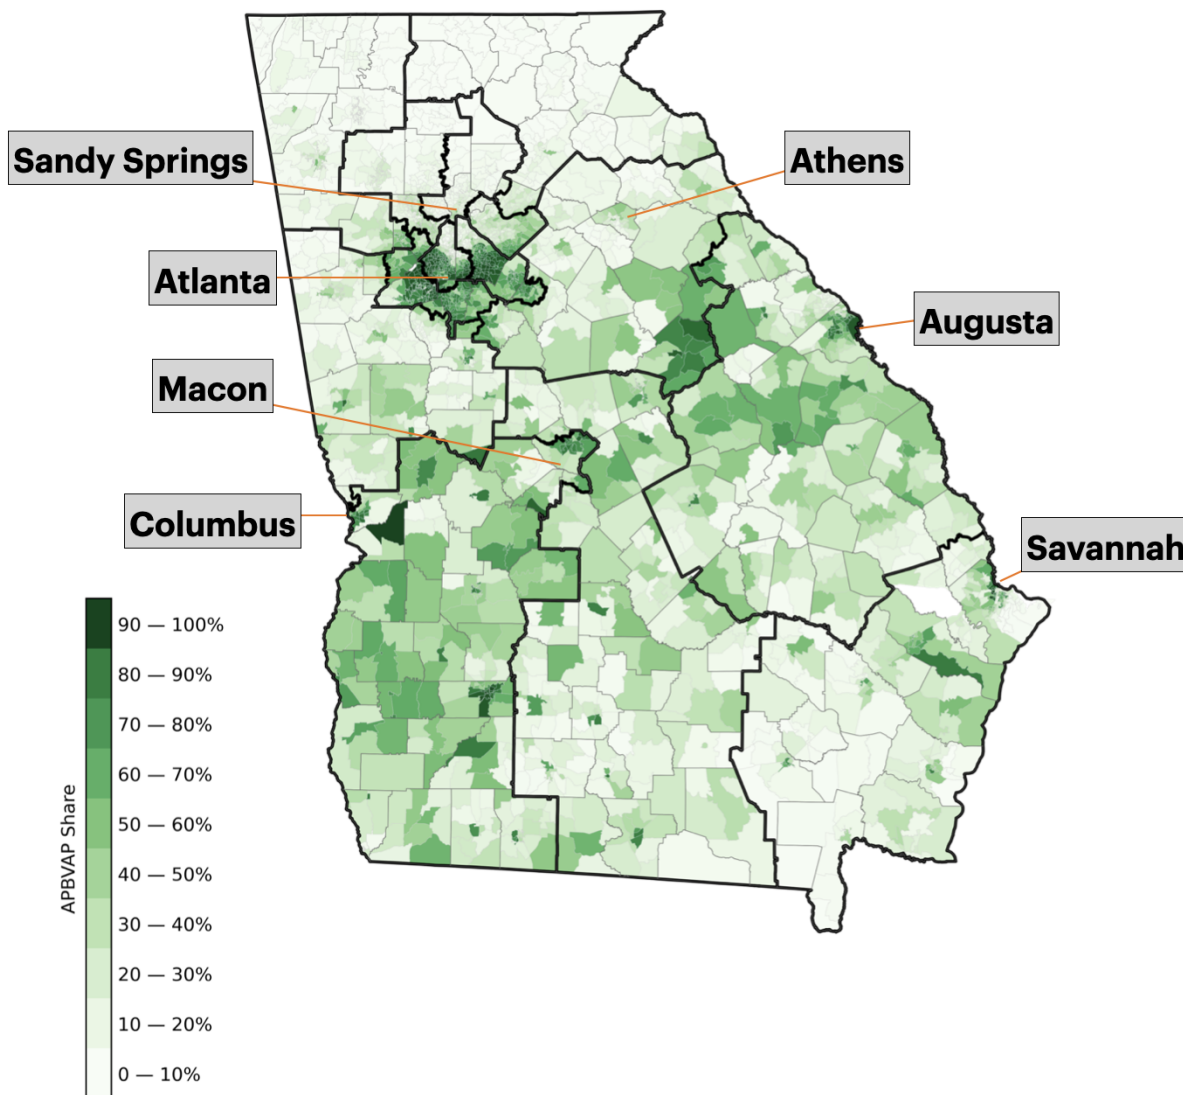 Sandy Springs
Athens
Atlanta
Augusta
Macon
Columbus
Savannah
APBVAP Share
90 — 100%
80 — 90%
70 — 80%
60 — 70%
50 — 60%
40 — 50%
30 — 40%
20 — 30%
10 — 20%
0 — 10%